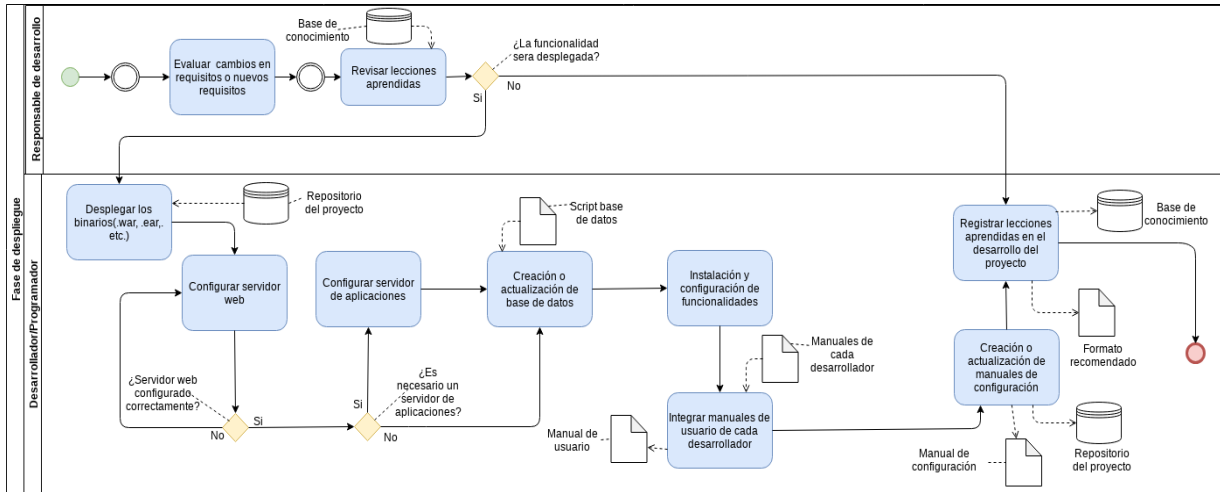 Fase de despliegue
Responsable de desarrollo
Evaluar cambios en
requisitos o nuevos
requisitos
Base de
conocimiento
Revisar lecciones
aprendidas
¿La funcionalidad
sera desplegada?
Si
No
Desarrollador/Programador
Desplegar los
binarios(.war, .ear,.
etc.)
Repositorio
del proyecto
Configurar servidor
web
¿Servidor web
configurado
correctamente?
No
Si
Configurar servidor
de aplicaciones
¿Es
necesario un
servidor de
aplicaciones?
Si
No
Script base
de datos
Creación o
actualización de
base de datos
Instalación y
configuración de
funcionalidades
Manuales de
cada
desarrollador
Integrar manuales de
usuario de cada
desarrollador
Manual de
usuario
Registrar lecciones
aprendidas en el
desarrollo del
proyecto
Base de
conocimiento
Formato
recomendado
Creación o
actualización de
manuales de
configuración
Manual de
configuración
Repositorio
del proyecto